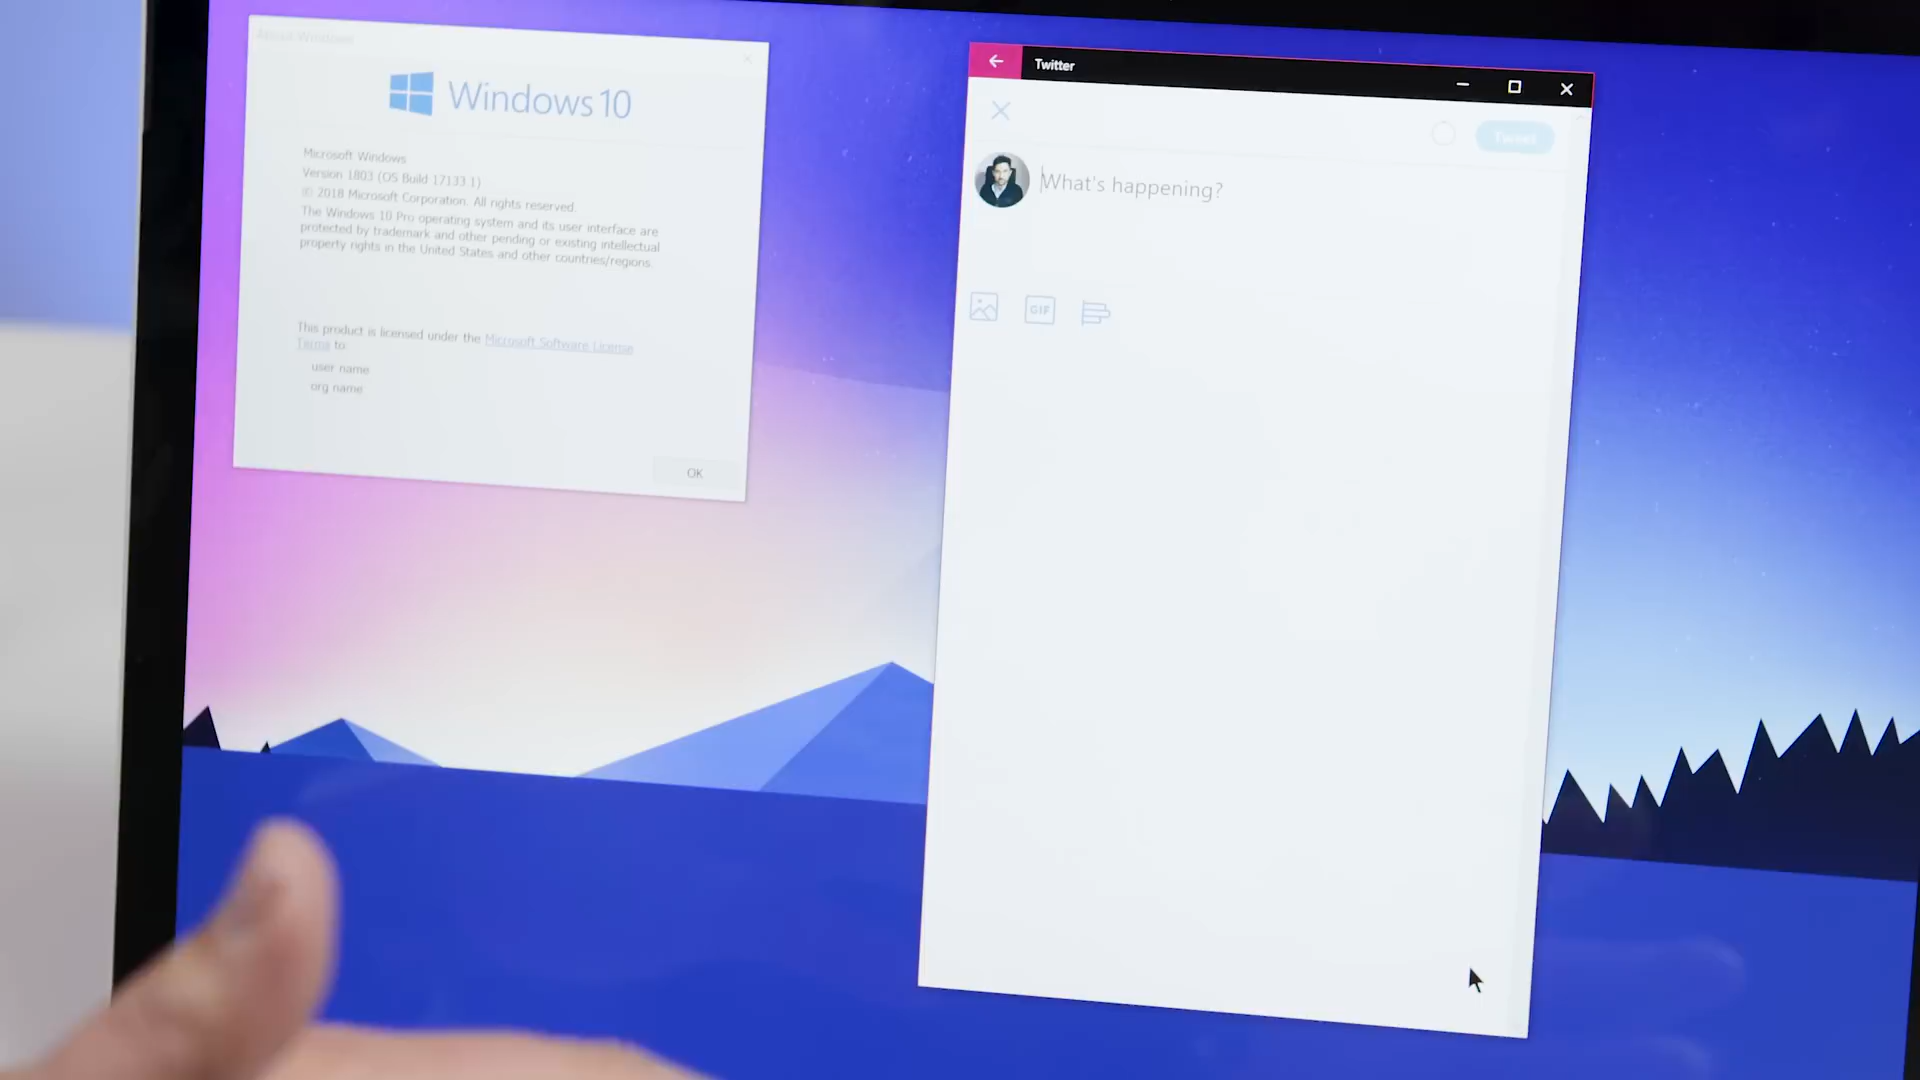 About Windows
Windows 10
Microsoft Windows
Version 1803 (OS Build 17133.1)
© 2018 Microsoft Corporation. All rights reserved.
The Windows 10 Pro operating system and its user interface are
protected by trademark and other pending or existing intellectual
property rights in the United States and other countries/regions.
This product is licensed under the Microsoft Software License
Terms to:
user name
org name
OK
Twitter
Tweet
What's happening?
GIF